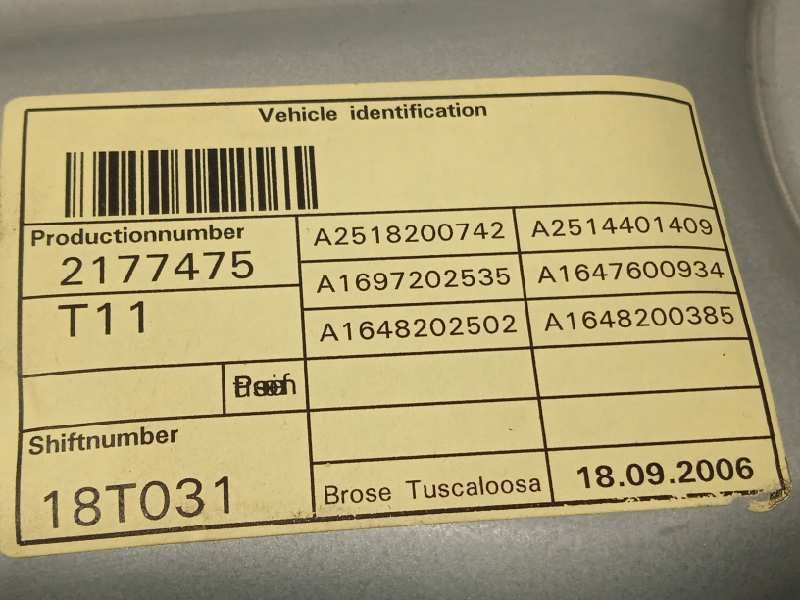 Vehicle identification
Productionnumber
2177475
T11
Shiftnumber
18T031
A2518200742 A2514401409
A1697202535 A1647600934
A1648202502 A1648200385
Brose Tuscaloosa 18.09.2006